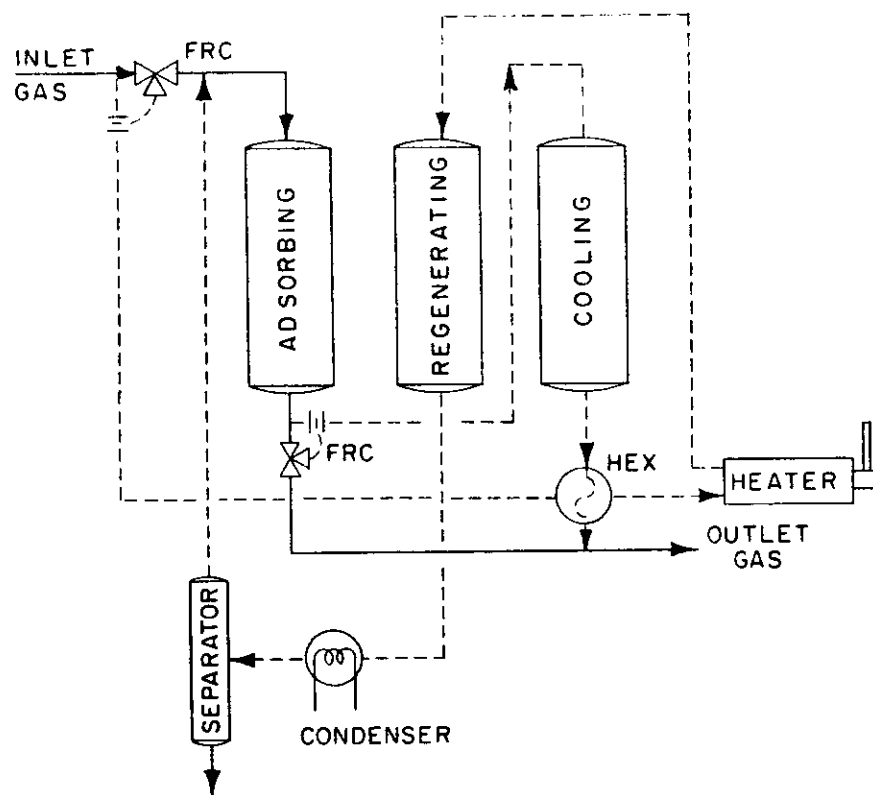 INLET
GAS
FRC
ADSORBING
REGENERATING
COOLING
FRC
HEX
HEATER
OUTLET
GAS
SEPARATOR
CONDENSER